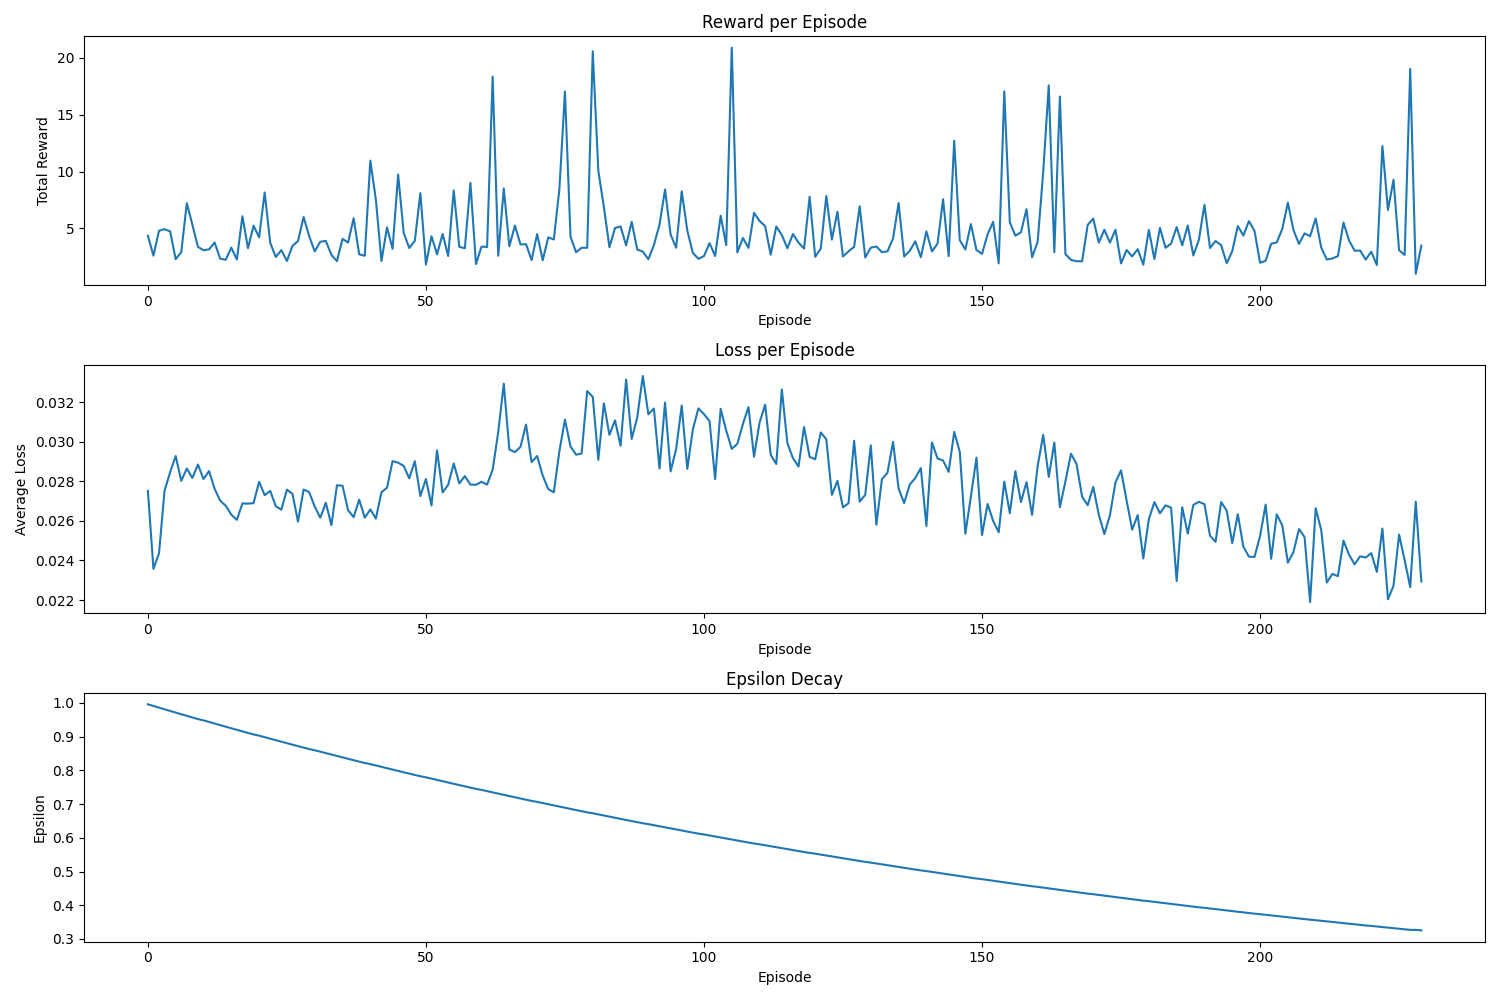 Reward per Episode
Total Reward
20
15
10
5
0 50 100 150 200
Episode
Loss per Episode
Average Loss
0.032
0.030
0.028
0.026
0.024
0.022
0 50 100 150 200
Episode
Epsilon Decay
Epsilon
1.0
0.9
0.8
0.7
0.6
0.5
0.4
0.3
0 50 100 150 200
Episode